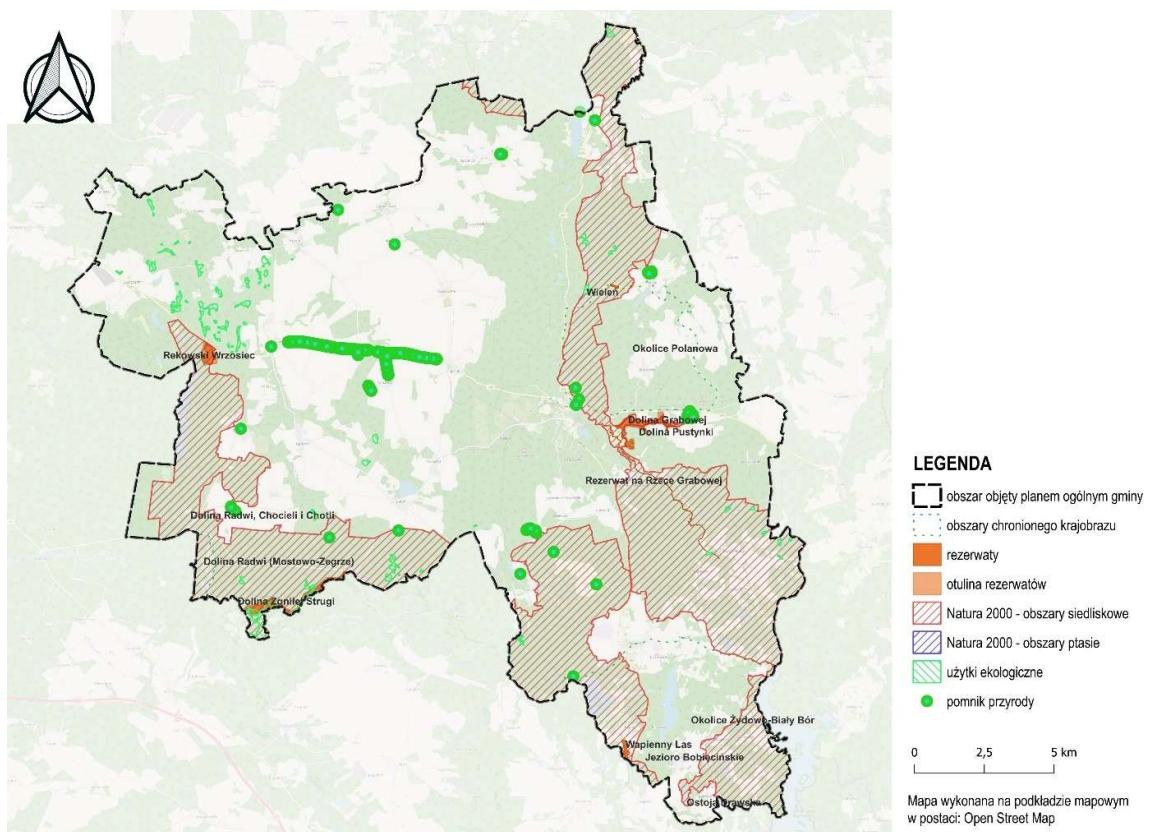 Wieleń
Okolice Polanowa
Rekowski Wrzosiec
Dolina Grabowej
Dolina Pustynki
Rezerwat na Rzece Grabowej
Dolina Radwi, Chocieli i Chotli
Dolina Radwi (Mostowo-Zegrze)
Dolina Zgniłej Strugi
Okolice Żydowo-Biały Bór
Wapienny Las
Jezioro Bobięcińskie
Ostoja Drawska
LEGENDA
obszar objęty planem ogólnym gminy
obszary chronionego krajobrazu
rezerwaty
otulina rezerwatów
Natura 2000 - obszary siedliskowe
Natura 2000 - obszary ptasie
użytki ekologiczne
pomnik przyrody
0 2,5 5 km
Mapa wykonana na podkładzie mapowym
w postaci: Open Street Map